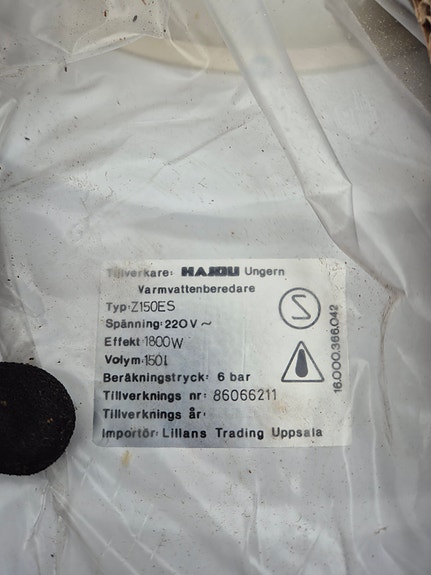 Tillverkare: HAJDU Ungern
Varmvattenberedare
Typ: Z150ES
Spänning: 220V ~
Effekt: 1800W
Volym: 150l
Beräkningstryck: 6 bar
Tillverknings nr: 86066211
Tillverknings år:
Importör: Lillans Trading Uppsala
S
16.000.366.042